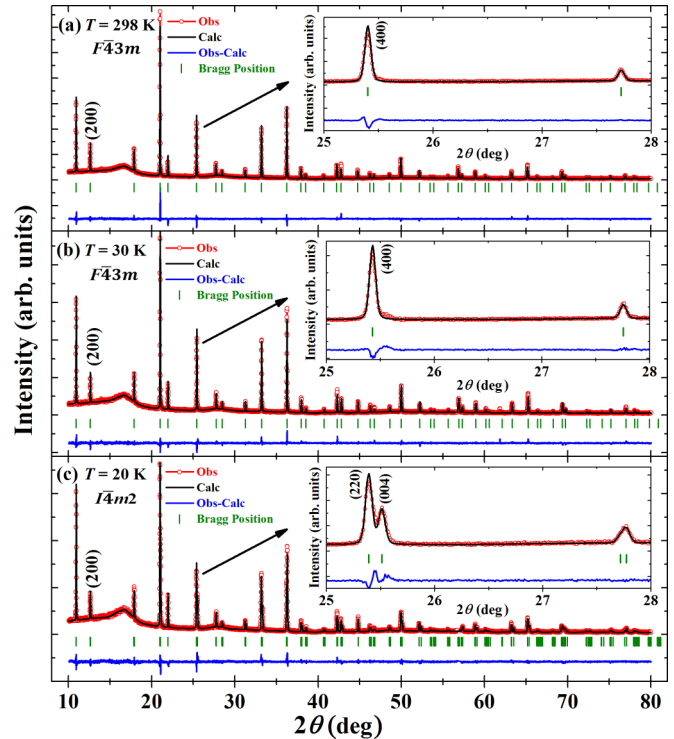 Intensity (arb. units)
(a) T = 298 K
F4̅3m
(200)
Obs
Calc
Obs-Calc
Bragg Position
Intensity (arb. units)
(400)
25 26 27 28
2θ (deg)
(b) T = 30 K
F4̅3m
(200)
Obs
Calc
Obs-Calc
Bragg Position
Intensity (arb. units)
(400)
25 26 27 28
2θ (deg)
(c) T = 20 K
I4̅m2
(200)
Obs
Calc
Obs-Calc
Bragg Position
Intensity (arb. units)
(220)
(004)
25 26 27 28
2θ (deg)
10 20 30 40 50 60 70 80
2θ (deg)